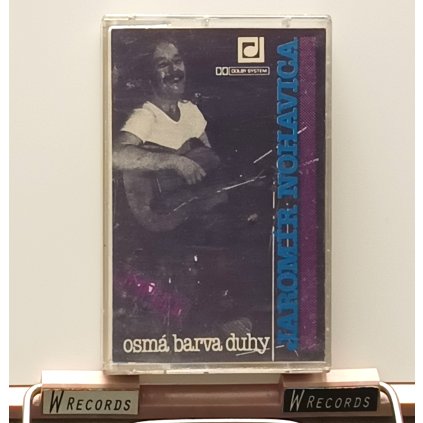 DOLBY SYSTEM
JAROMÍR NOHAVICA
osmá barva duhy
W RECORDS
W RECORDS